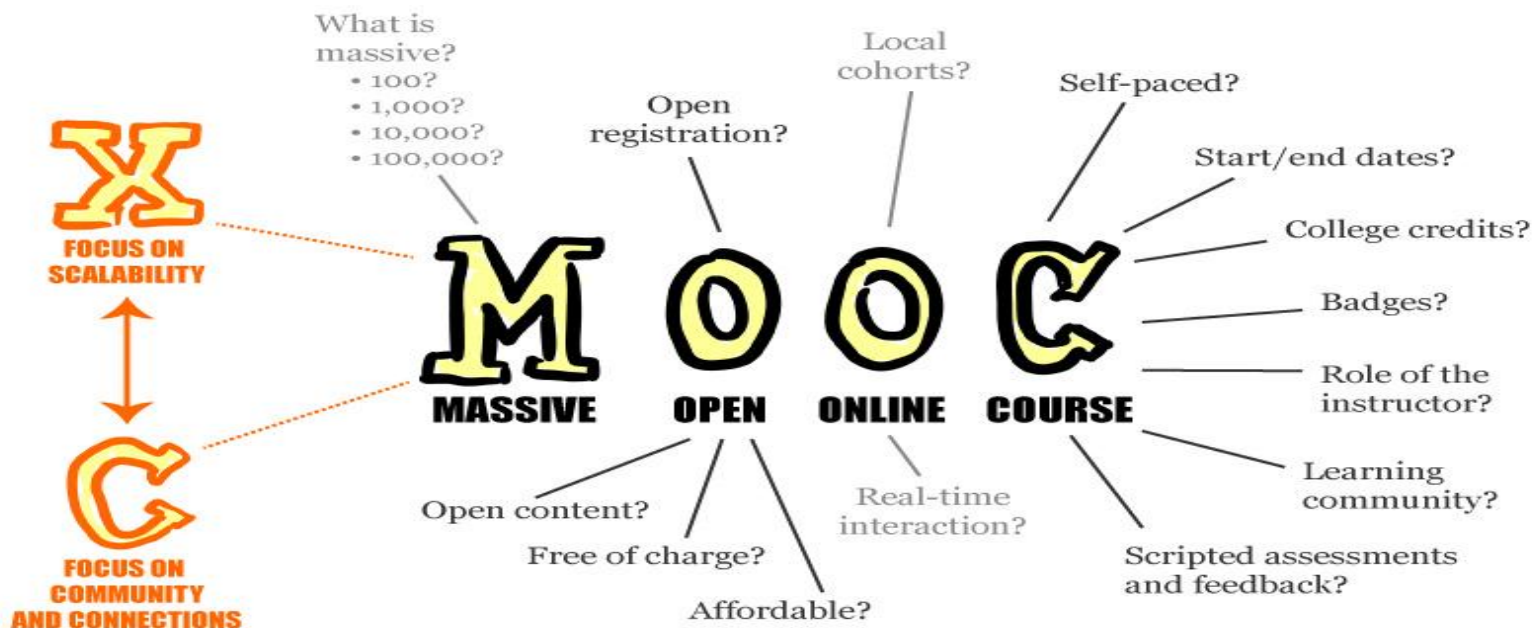 What is
massive?
• 100?
• 1,000?
• 10,000?
• 100,000?
Open
registration?
Local
cohorts?
Self-paced?
Start/end dates?
College credits?
Badges?
Role of the
instructor?
Learning
community?
Scripted assessments
and feedback?
X
FOCUS ON
SCALABILITY
C
FOCUS ON
COMMUNITY
AND CONNECTIONS
M O O C
MASSIVE OPEN ONLINE COURSE
Open content?
Free of charge?
Affordable?
Real-time
interaction?